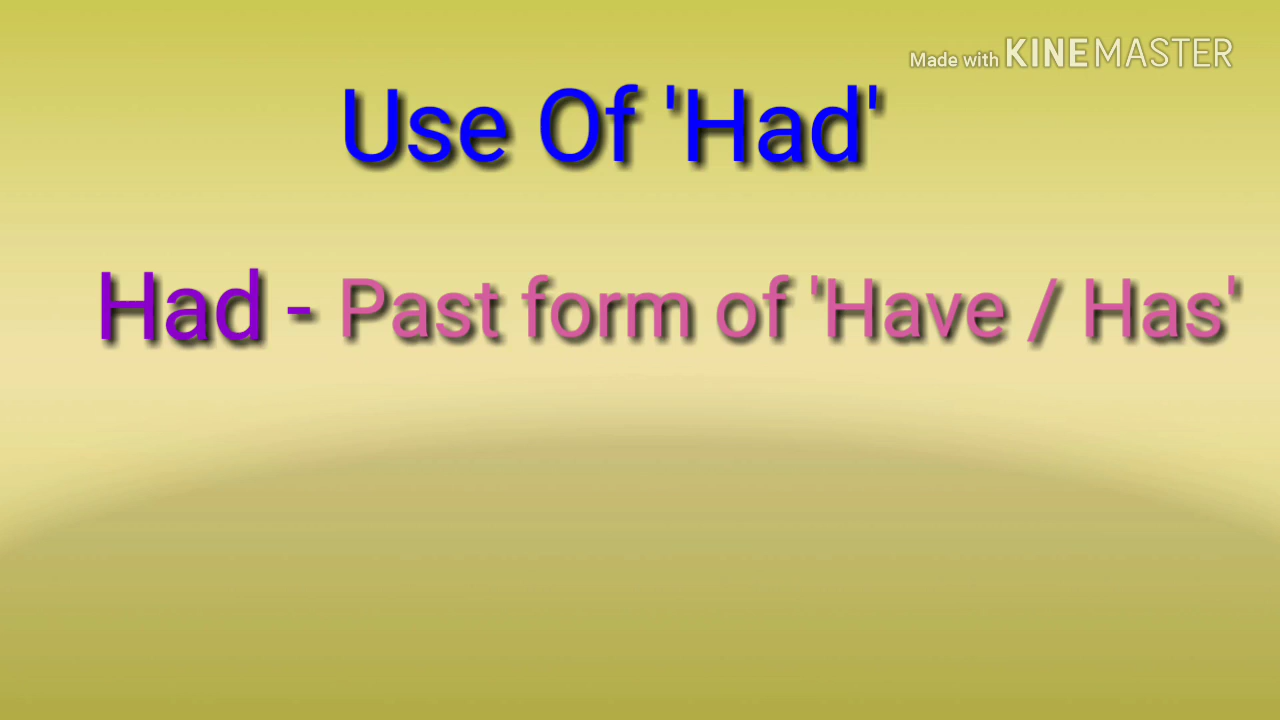 Made with KINEMASTER
Use Of 'Had'
Had - Past form of 'Have / Has'